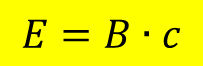 E = B · c